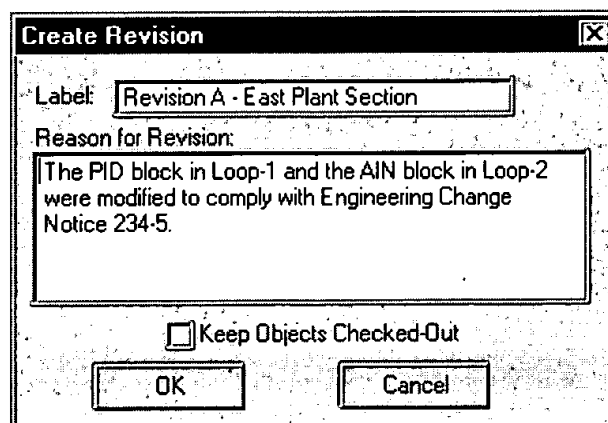 Create Revision
Label: Revision A - East Plant Section
Reason for Revision:
The PID block in Loop-1 and the AIN block in Loop-2
were modified to comply with Engineering Change
Notice 234-5.
Keep Objects Checked-Out
OK Cancel